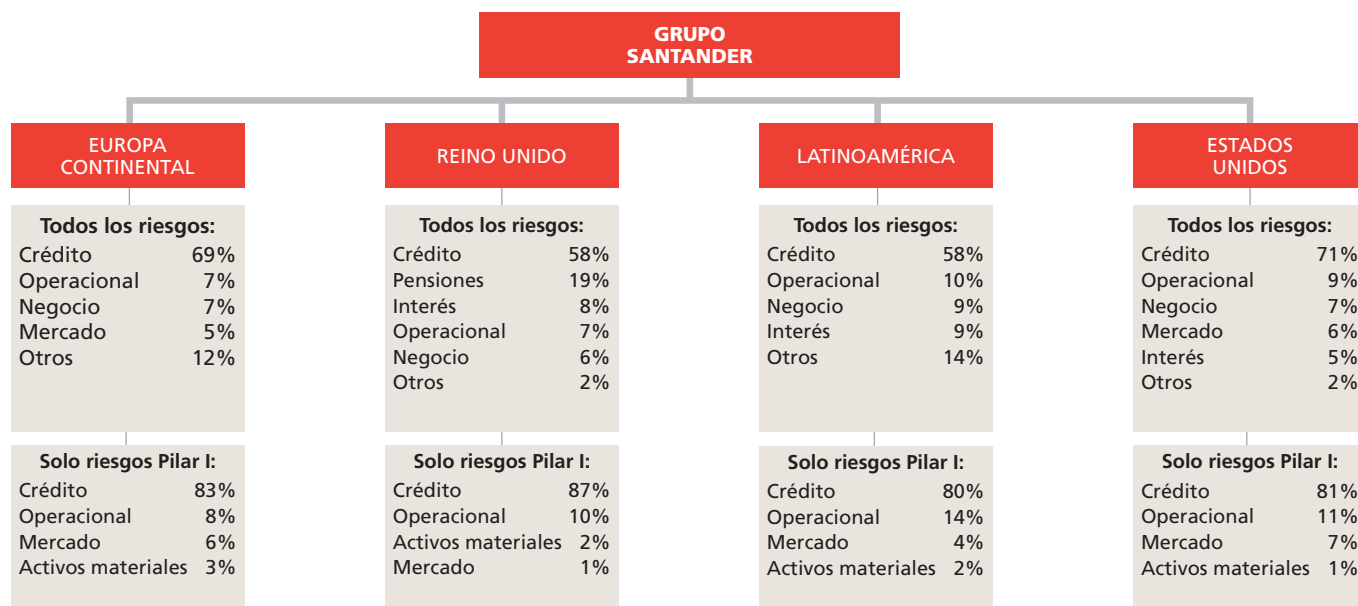 GRUPO
SANTANDER
EUROPA
CONTINENTAL
Todos los riesgos:
Crédito 69%
Operacional 7%
Negocio 7%
Mercado 5%
Otros 12%
Solo riesgos Pilar I:
Crédito 83%
Operacional 8%
Mercado 6%
Activos materiales 3%
REINO UNIDO
Todos los riesgos:
Crédito 58%
Pensiones 19%
Interés 8%
Operacional 7%
Negocio 6%
Otros 2%
Solo riesgos Pilar I:
Crédito 87%
Operacional 10%
Activos materiales 2%
Mercado 1%
LATINOAMÉRICA
Todos los riesgos:
Crédito 58%
Operacional 10%
Negocio 9%
Interés 9%
Otros 14%
Solo riesgos Pilar I:
Crédito 80%
Operacional 14%
Mercado 4%
Activos materiales 2%
ESTADOS
UNIDOS
Todos los riesgos:
Crédito 71%
Operacional 9%
Negocio 7%
Mercado 6%
Interés 5%
Otros 2%
Solo riesgos Pilar I:
Crédito 81%
Operacional 11%
Mercado 7%
Activos materiales 1%